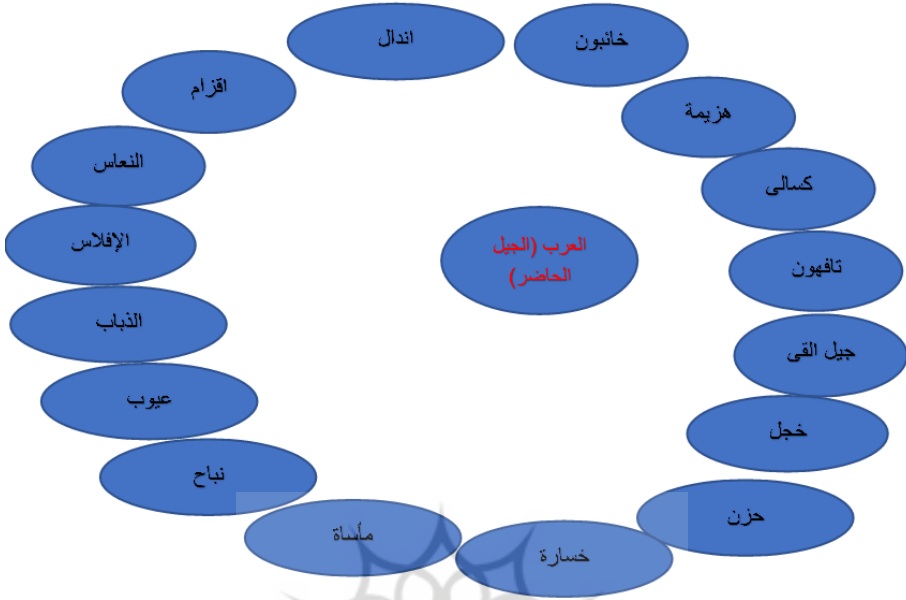 اندال
خائبون
اقزام
هزيمة
النعاس
كسالى
العرب (الجيل
الحاضر)
الإفلاس
تافهون
الذباب
جيل القى
عيوب
خجل
نباح
حزن
مأساة
خسارة